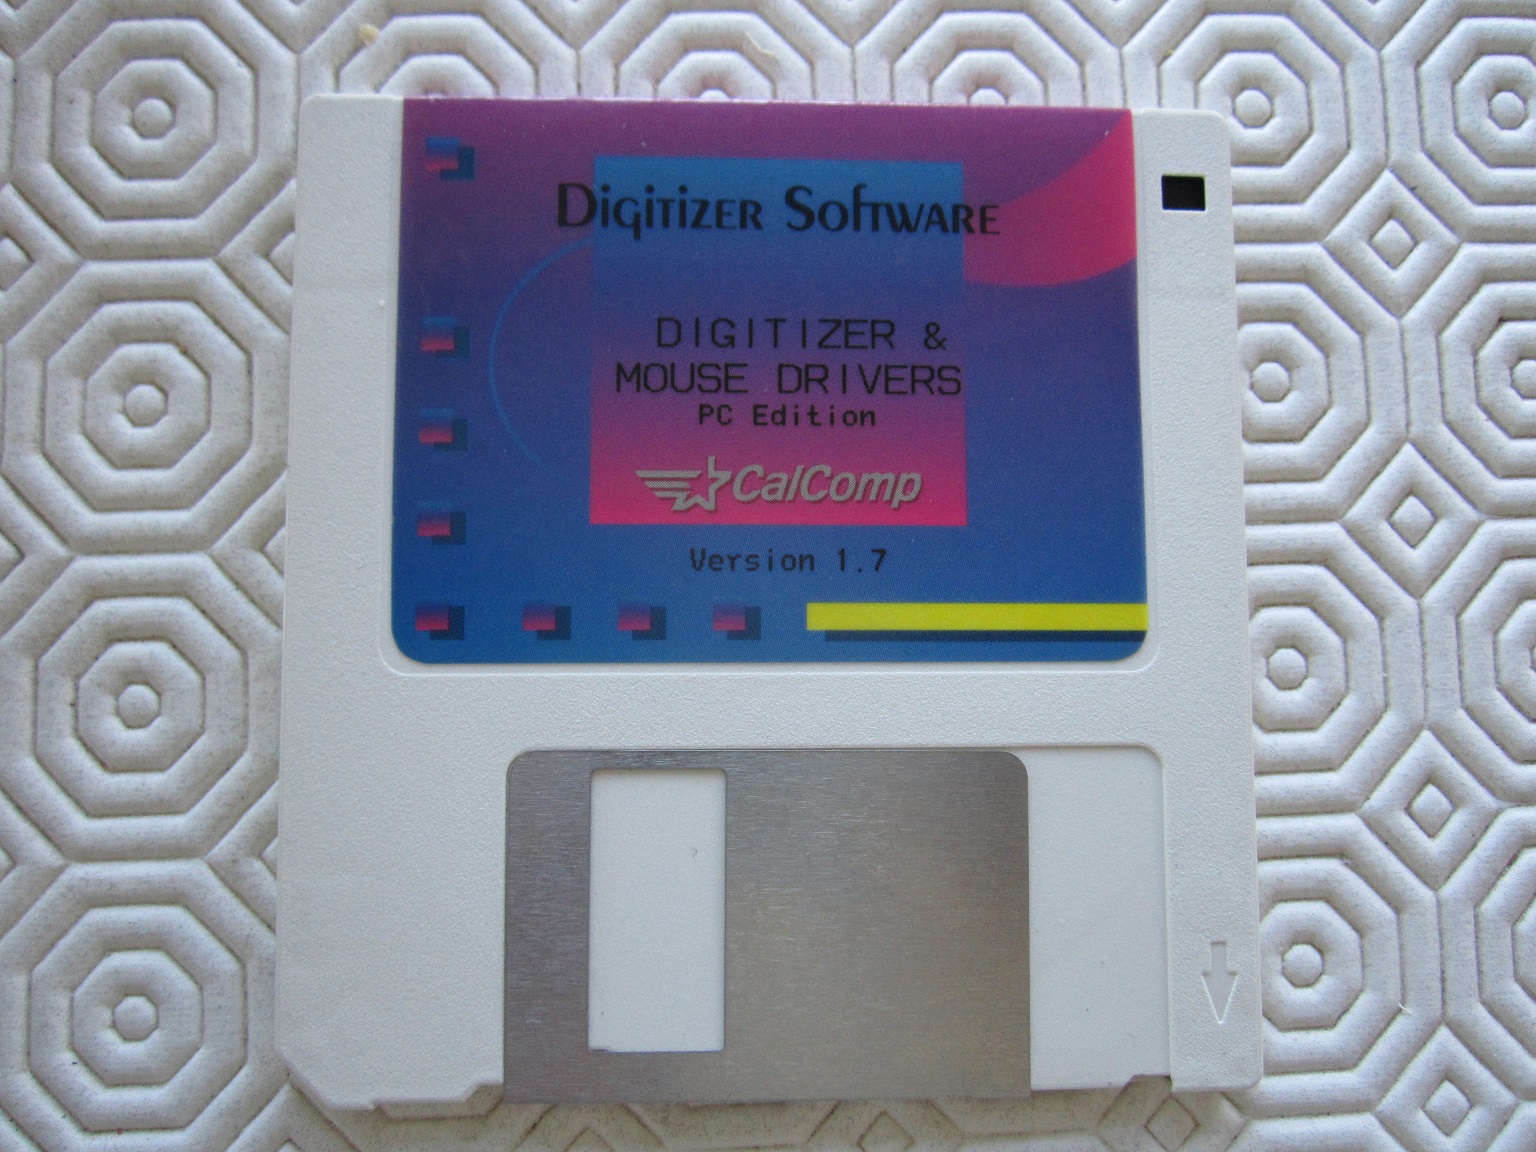 Digitizer Software
DIGITIZER &
MOUSE DRIVERS
PC Edition
CalComp
Version 1.7